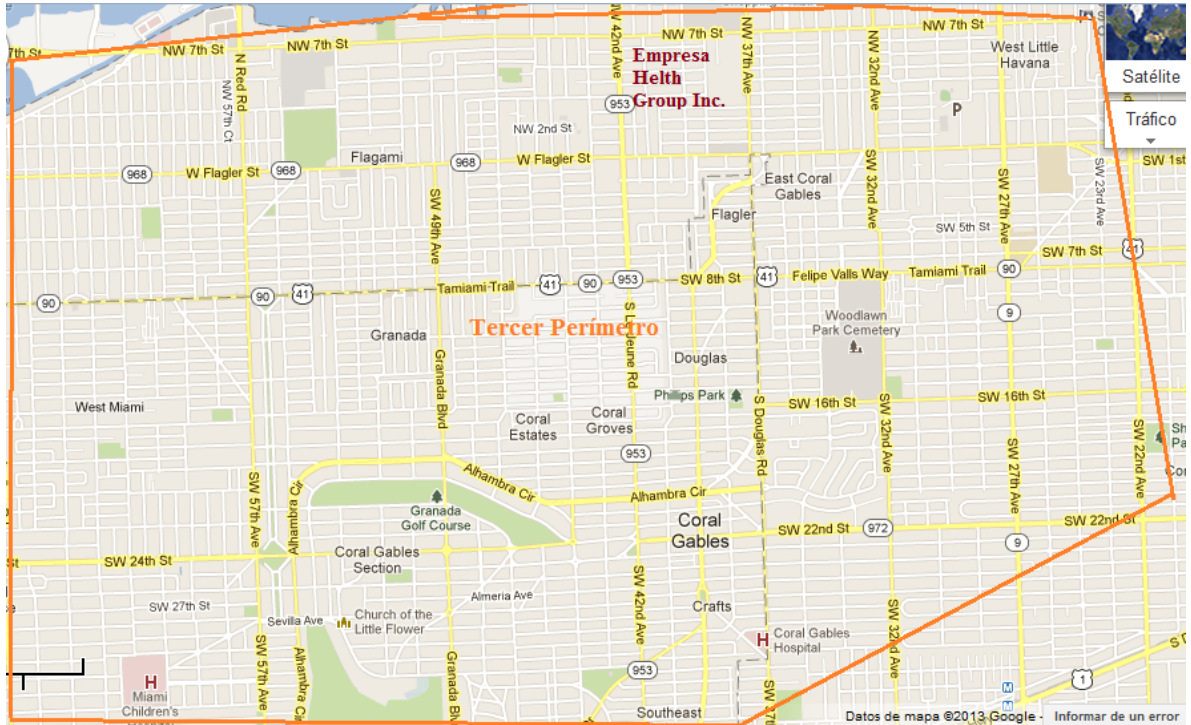 7th St
NW 7th St
NW 7th St
N Red Rd
NW 57th Ct
NW 42nd Ave
NW 7th St
NW 37th Ave
NW 32nd Ave
NW 7th St
West Little
Havana
Satélite
Tráfico
Empresa
Helth
Group Inc.
953
P
NW 2nd St
Flagami
968
W Flagler St
968
968
W Flagler St
SW 1st
East Coral
Gables
Flagler
SW 49th Ave
SW 32nd Ave
SW 27th Ave
SW 23rd Ave
SW 5th St
SW 7th St
41
90
90
41
Tamiami Trail
41
90
953
SW 8th St
41
Felipe Valls Way
Tamiami Trail
90
9
Granada
Tercer Perímetro
S Le Jeune Rd
Douglas
Woodlawn
Park Cemetery
Granada Blvd
West Miami
Phillips Park
S Douglas Rd
SW 16th St
SW 16th St
SW 32nd Ave
SW 27th Ave
SW 22nd Ave
Coral
Estates
Coral
Groves
953
Alhambra Cir
Alhambra Cir
Alhambra Cir
SW 57th Ave
Granada
Golf Course
Coral
Gables
SW 22nd St
972
SW 22nd St
9
St
SW 24th St
Coral Gables
Section
SW 42nd Ave
SW 27th St
Almeria Ave
Sevilla Ave
Church of the
Little Flower
Crafts
H
Coral Gables
Hospital
SW 32nd Ave
SW 57th Ave
Alhambra Cir
Granada Blvd
953
SW 37th
H
Miami
Children's
Southeast
M
M
1
Datos de mapa ©2013 Google -
Informar de un error